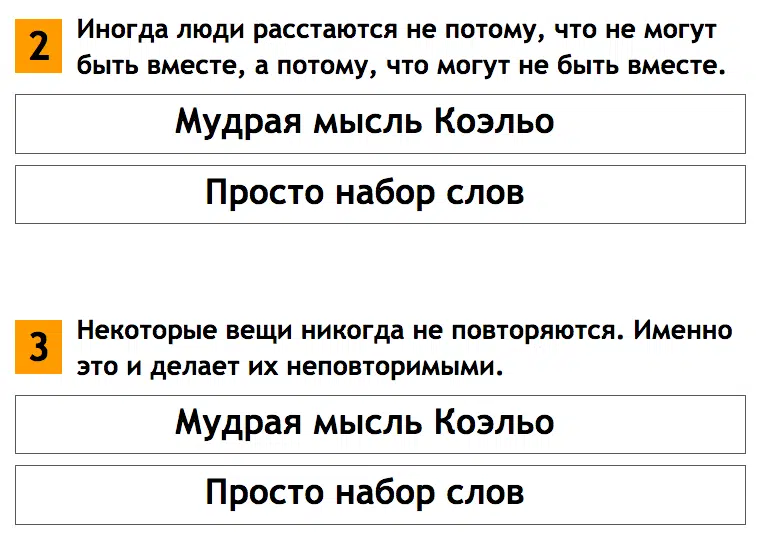 2
Иногда люди расстаются не потому, что не могут
быть вместе, а потому, что могут не быть вместе.
Мудрая мысль Коэльо
Просто набор слов
3
Некоторые вещи никогда не повторяются. Именно
это и делает их неповторимыми.
Мудрая мысль Коэльо
Просто набор слов